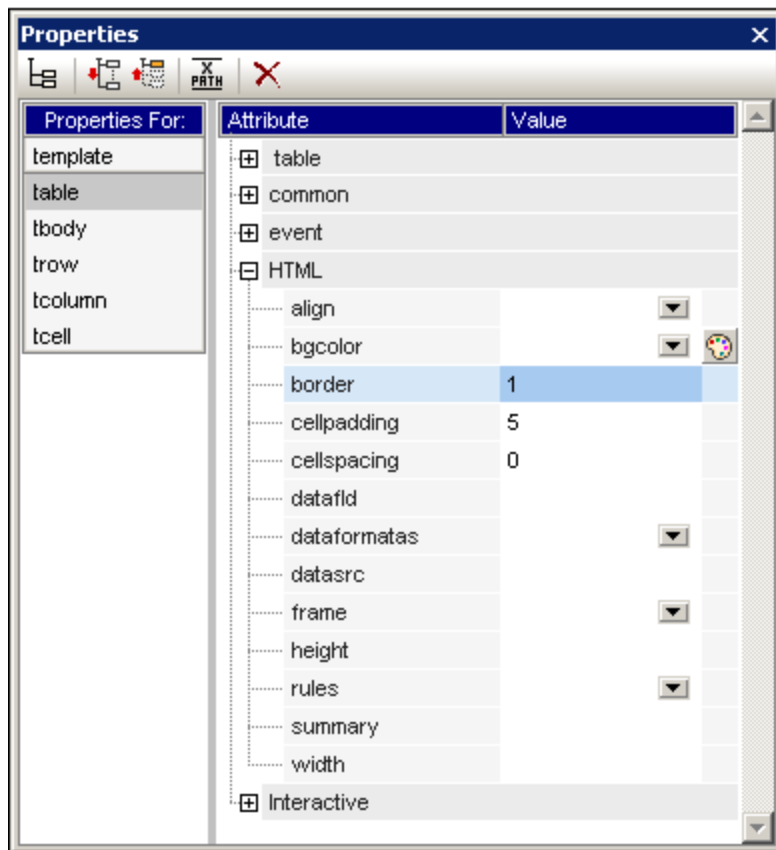 Properties
X
PATH
Properties For:
template
table
tbody
trow
tcolumn
tcell
Attribute Value
table
common
event
HTML
align
bgcolor
border 1
cellpadding 5
cellspacing 0
datafld
dataformatas
datasrc
frame
height
rules
summary
width
Interactive